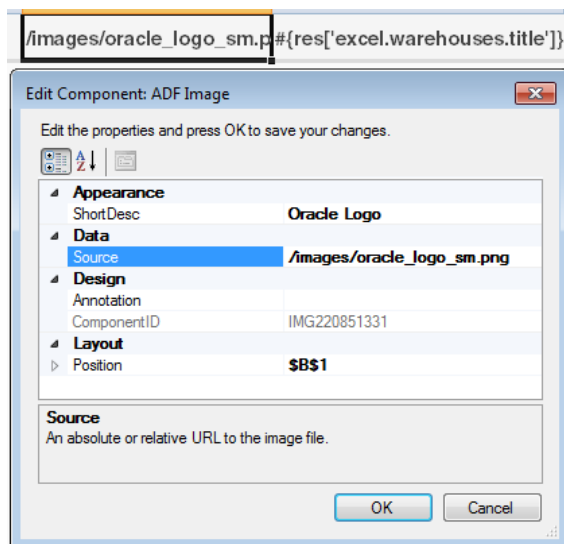 /images/oracle_logo_sm.p #{res['excel.warehouses.title']}
Edit Component: ADF Image
Edit the properties and press OK to save your changes.
Appearance
ShortDesc Oracle Logo
Data
Source /images/oracle_logo_sm.png
Design
Annotation
ComponentID IMG220851331
Layout
Position $B$1
Source
An absolute or relative URL to the image file.
OK Cancel